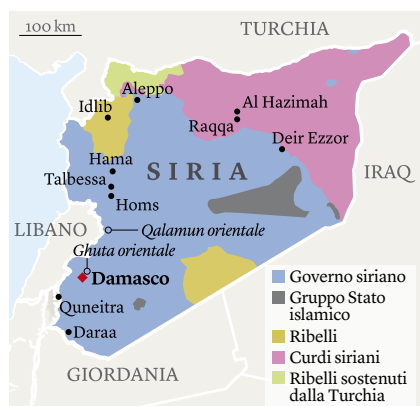 100 km
TURCHIA
Aleppo
Idlib
Al Hazimah
Raqqa
Deir Ezzor
Hama
SIRIA
Talbessa
IRAQ
Homs
LIBANO
Qalamun orientale
Ghuta orientale
Damasco
Quneitra
Daraa
GIORDANIA
Governo siriano
Gruppo Stato
islamico
Ribelli
Curdi siriani
Ribelli sostenuti
dalla Turchia